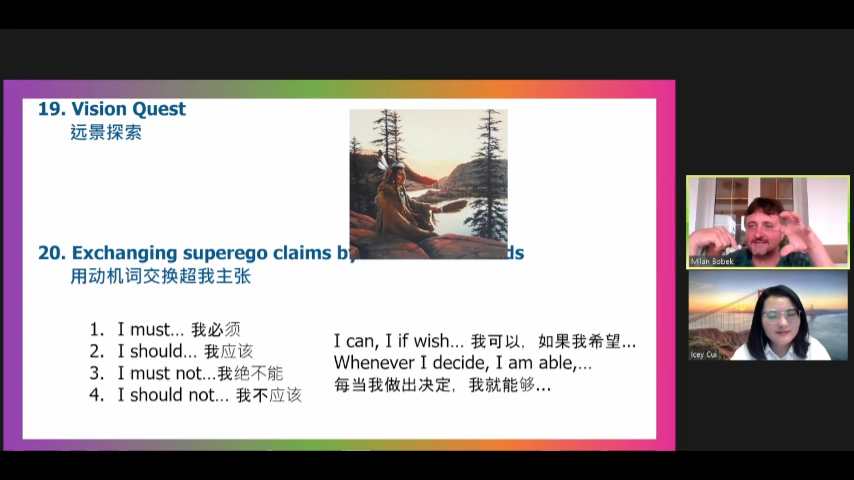 19. Vision Quest
远景探索
20. Exchanging superego claims by ds
用动机词交换超我主张
1. I must... 我必须
2. I should... 我应该
3. I must not...我绝不能
4. I should not... 我不应该
I can, I if wish... 我可以，如果我希望...
Whenever I decide, I am able,...
每当我做出决定，我就能够...
Milan Bobek
Icey Cui